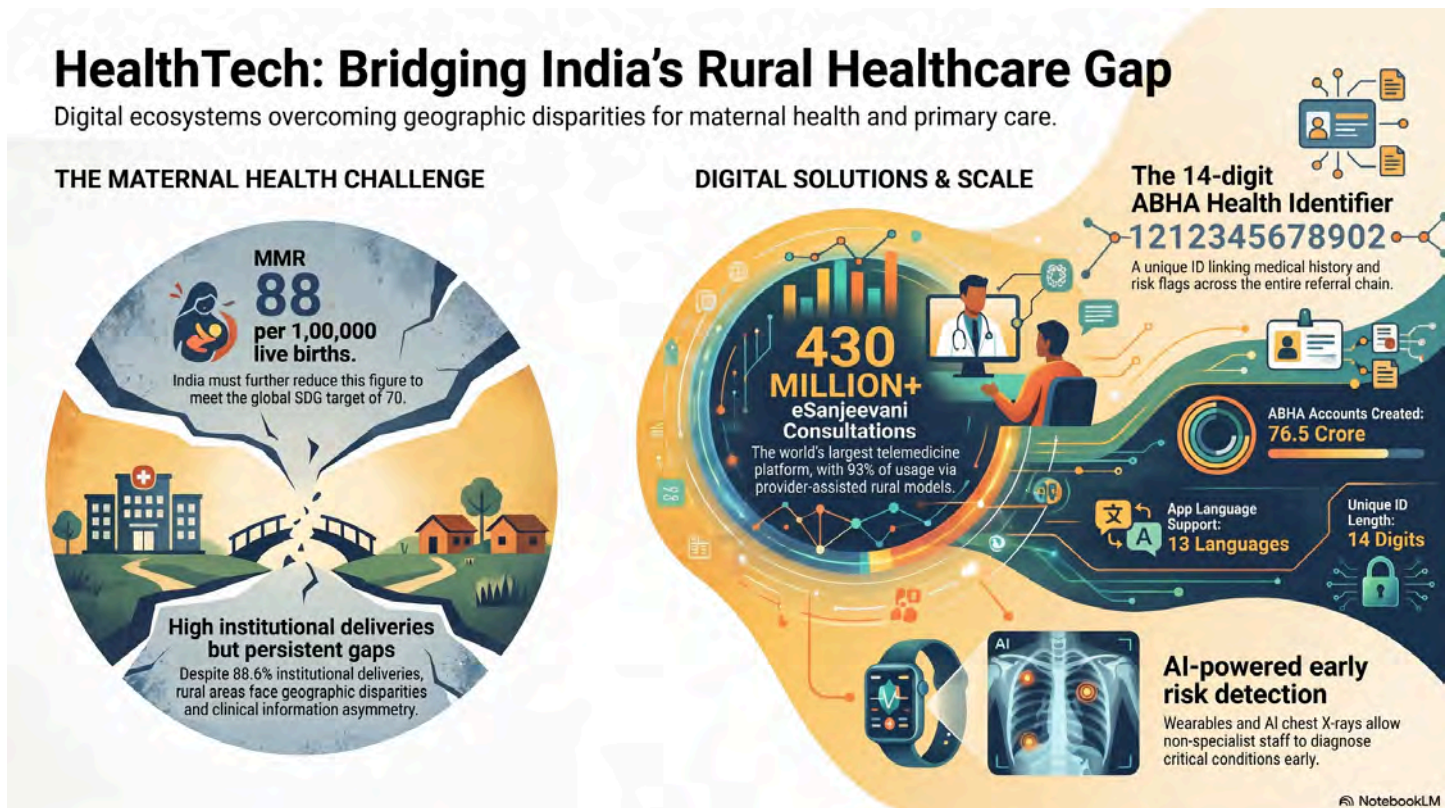 HealthTech: Bridging India's Rural Healthcare Gap
Digital ecosystems overcoming geographic disparities for maternal health and primary care.
THE MATERNAL HEALTH CHALLENGE
MMR
88
per 1,00,000
live births.
India must further reduce this figure to
meet the global SDG target of 70.
High institutional deliveries
but persistent gaps
Despite 88.6% institutional deliveries,
rural areas face geographic disparities
and clinical information asymmetry.
DIGITAL SOLUTIONS & SCALE
430
MILLION+
eSanjeevani
Consultations
The world's largest telemedicine
platform, with 93% of usage via
provider-assisted rural models.
The 14-digit
ABHA Health Identifier
1212345678902
A unique ID linking medical history and
risk flags across the entire referral chain.
ABHA Accounts Created:
76.5 Crore
文
A
App Language
Support:
13 Languages
Unique ID
Length:
14 Digits
AI
AI-powered early
risk detection
Wearables and AI chest X-rays allow
non-specialist staff to diagnose
critical conditions early.
NotebookLM